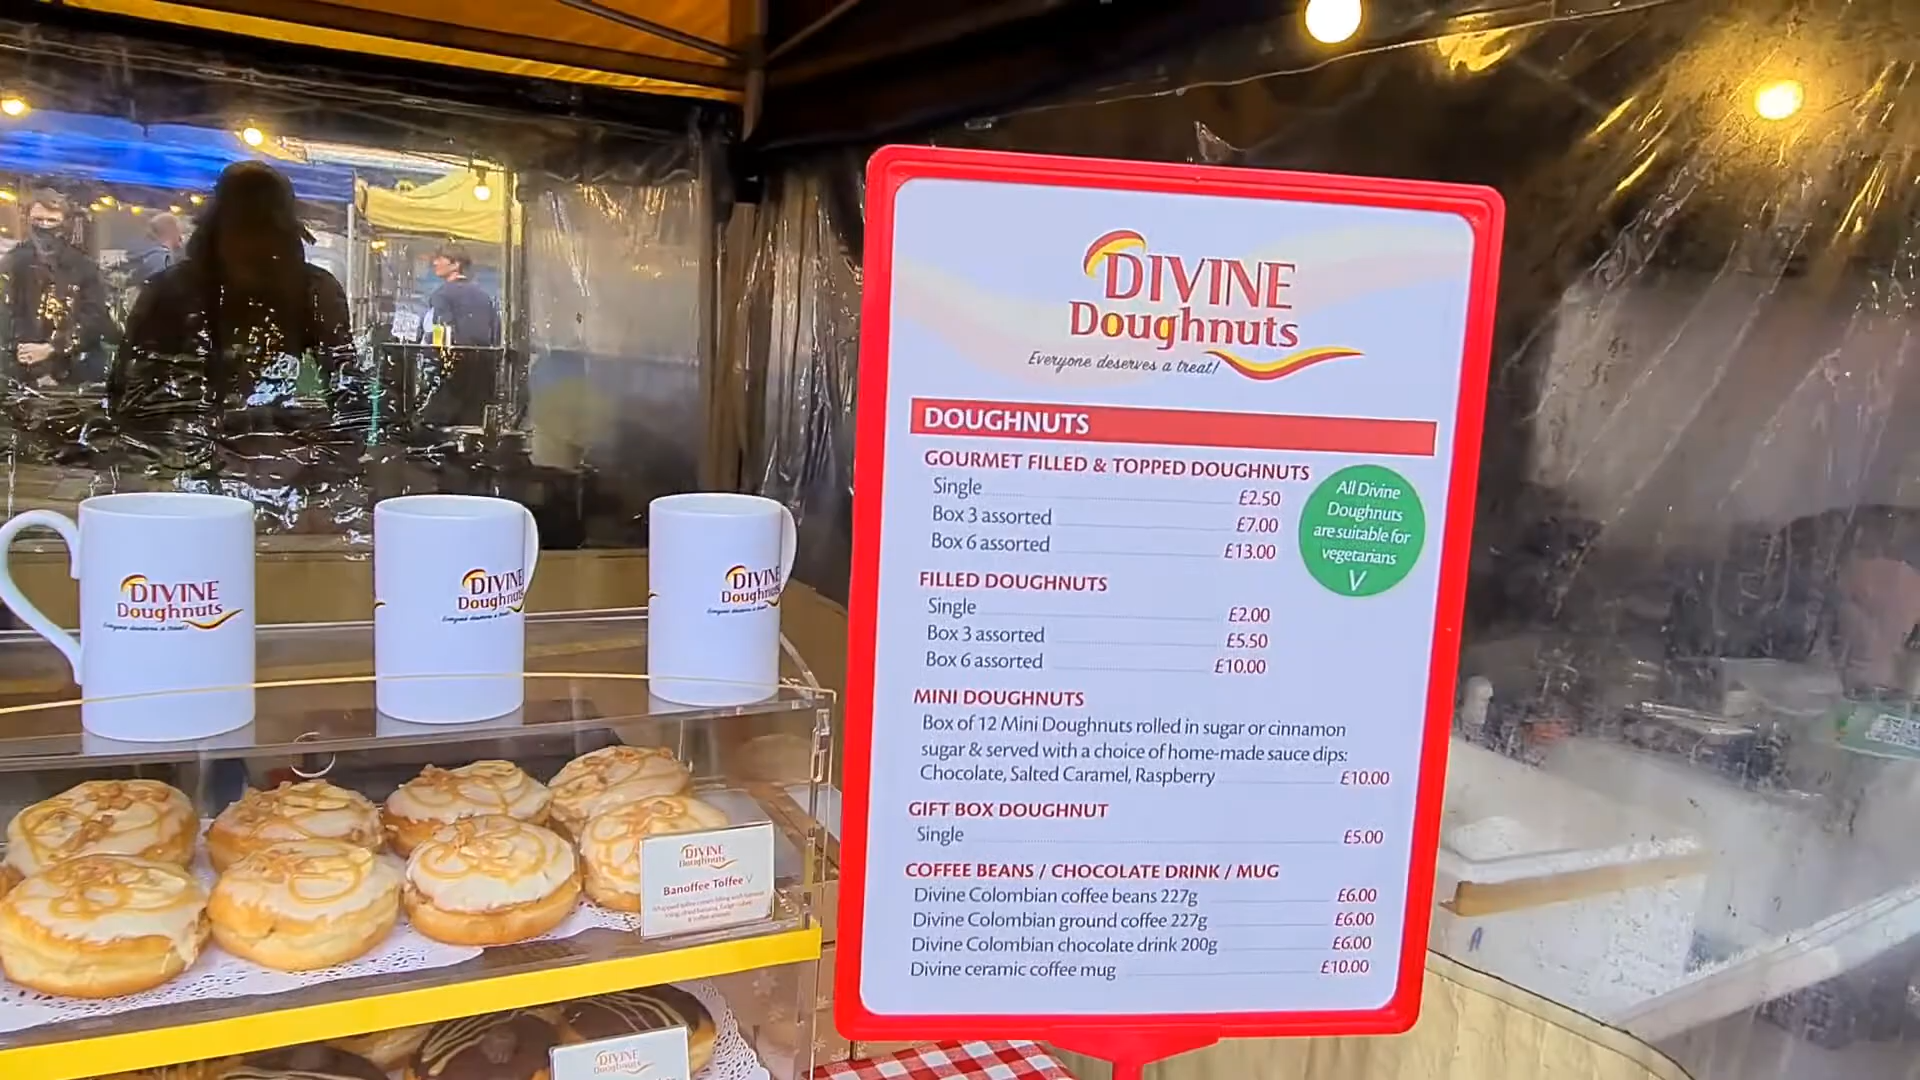 DIVINE
Doughnuts
Everyone deserves a treat!
DOUGHNUTS
GOURMET FILLED & TOPPED DOUGHNUTS
Single £2.50
Box 3 assorted £7.00
Box 6 assorted £13.00
All Divine
Doughnuts
are suitable for
vegetarians
V
FILLED DOUGHNUTS
Single £2.00
Box 3 assorted £5.50
Box 6 assorted £10.00
MINI DOUGHNUTS
Box of 12 Mini Doughnuts rolled in sugar or cinnamon
sugar & served with a choice of home-made sauce dips:
Chocolate, Salted Caramel, Raspberry £10.00
GIFT BOX DOUGHNUT
Single £5.00
COFFEE BEANS / CHOCOLATE DRINK / MUG
Divine Colombian coffee beans 227g £6.00
Divine Colombian ground coffee 227g £6.00
Divine Colombian chocolate drink 200g £6.00
Divine ceramic coffee mug £10.00
DIVINE
Doughnuts
Everyone deserves a treat!
DIVINE
Doughnuts
DIVINE
Doughnuts
DIVINE
Doughnuts
Banoffee Toffee V
DIVINE
Doughnuts